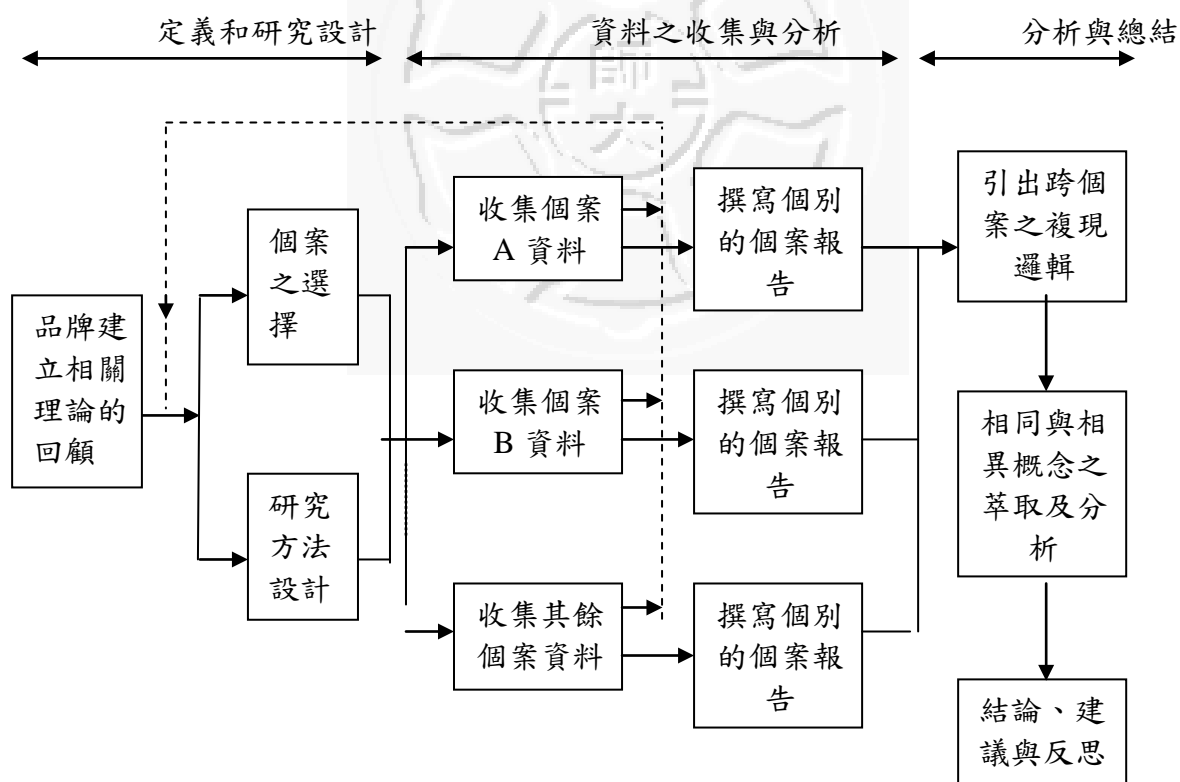 定義和研究設計
資料之收集與分析
分析與總結
師
大
品牌建
立相關
理論的
回顧
個案
之選
擇
研究
方法
設計
收集個案
A 資料
收集個案
B 資料
收集其餘
個案資料
撰寫個別
的個案報
告
撰寫個別
的個案報
告
撰寫個別
的個案報
告
引出跨個
案之複現
邏輯
相同與相
異概念之
萃取及分
析
結論、建
議與反思